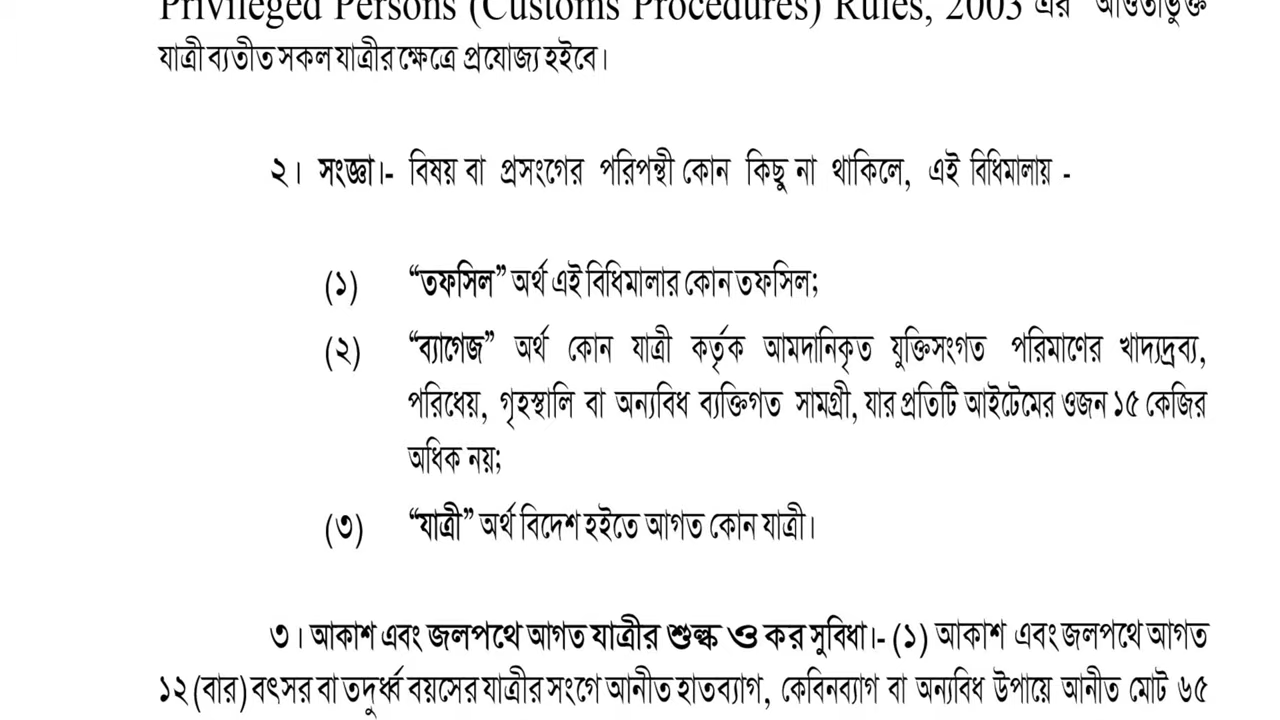 Privileged Persons (Customs Procedures) Rules, 2003 এর আওতাভুক্ত
যাত্রী ব্যতীত সকল যাত্রীর ক্ষেত্রে প্রযোজ্য হইবে।
২। সংজ্ঞা।- বিষয় বা প্রসংগের পরিপন্থী কোন কিছু না থাকিলে, এই বিধিমালায় -
(১) “তফসিল” অর্থ এই বিধিমালার কোন তফসিল;
(২) “ব্যাগেজ” অর্থ কোন যাত্রী কর্তৃক আমদানিকৃত যুক্তিসংগত পরিমাণের খাদ্যদ্রব্য,
পরিধেয়, গৃহস্থালি বা অন্যবিধ ব্যক্তিগত সামগ্রী, যার প্রতিটি আইটেমের ওজন ১৫ কেজির
অধিক নয়;
(৩) “যাত্রী” অর্থ বিদেশ হইতে আগত কোন যাত্রী।
৩। আকাশ এবং জলপথে আগত যাত্রীর শুল্ক ও কর সুবিধা।- (১) আকাশ এবং জলপথে আগত
১২ (বার) বৎসর বা তদুর্ধ্ব বয়সের যাত্রীর সংগে আনীত হাতব্যাগ, কেবিনব্যাগ বা অন্যবিধ উপায়ে আনীত মোট ৬৫